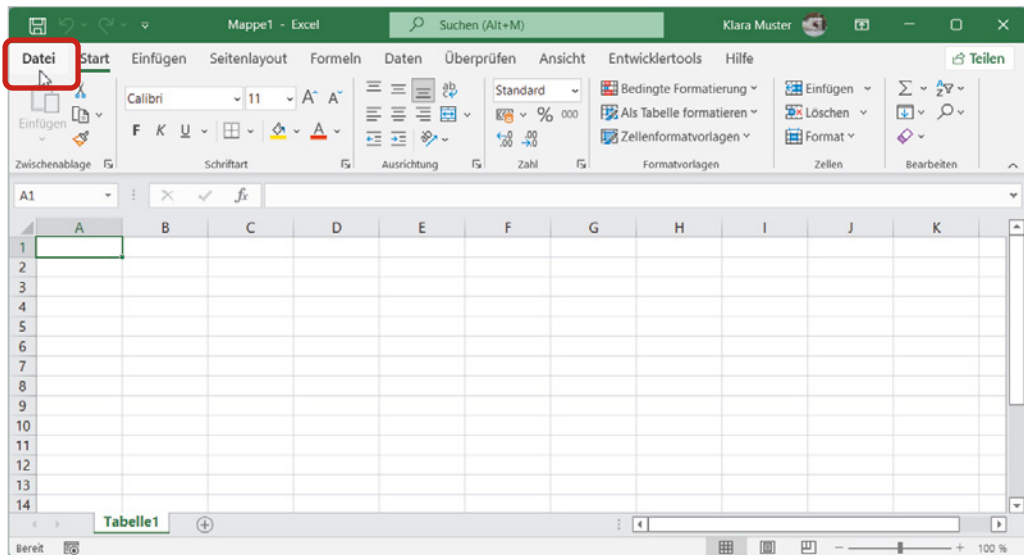 Mappe1 - Excel Suchen (Alt+M) Klara Muster
Datei Start Einfügen Seitenlayout Formeln Daten Überprüfen Ansicht Entwicklertools Hilfe Teilen
Calibri 11 A A ab Standard Bedingte Formatierung Einfügen Σ
Einfügen % 000 Als Tabelle formatieren Löschen
F K U A Zellenformatvorlagen Format
Zwischenablage Schriftart Ausrichtung Zahl Formatvorlagen Zellen Bearbeiten
A1 fx
A B C D E F G H I J K
1
2
3
4
5
6
7
8
9
10
11
12
13
14
Tabelle1
Bereit 100 %